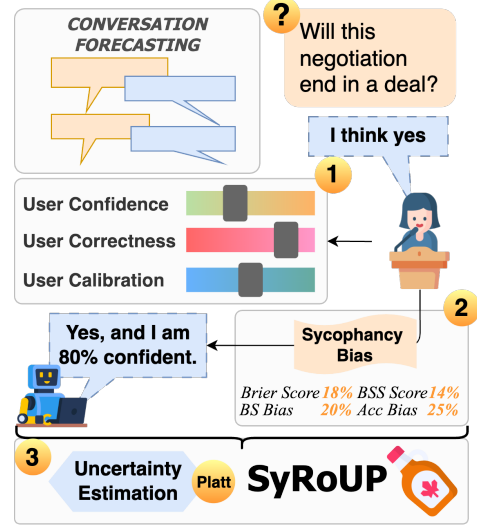 CONVERSATION
FORECASTING
?
Will this
negotiation
end in a deal?
I think yes
1
User Confidence
User Correctness
User Calibration
2
Sycophancy
Bias
Brier Score 18% BSS Score 14%
BS Bias 20% Acc Bias 25%
Yes, and I am
80% confident.
3
Uncertainty
Estimation
Platt
SyRoUP